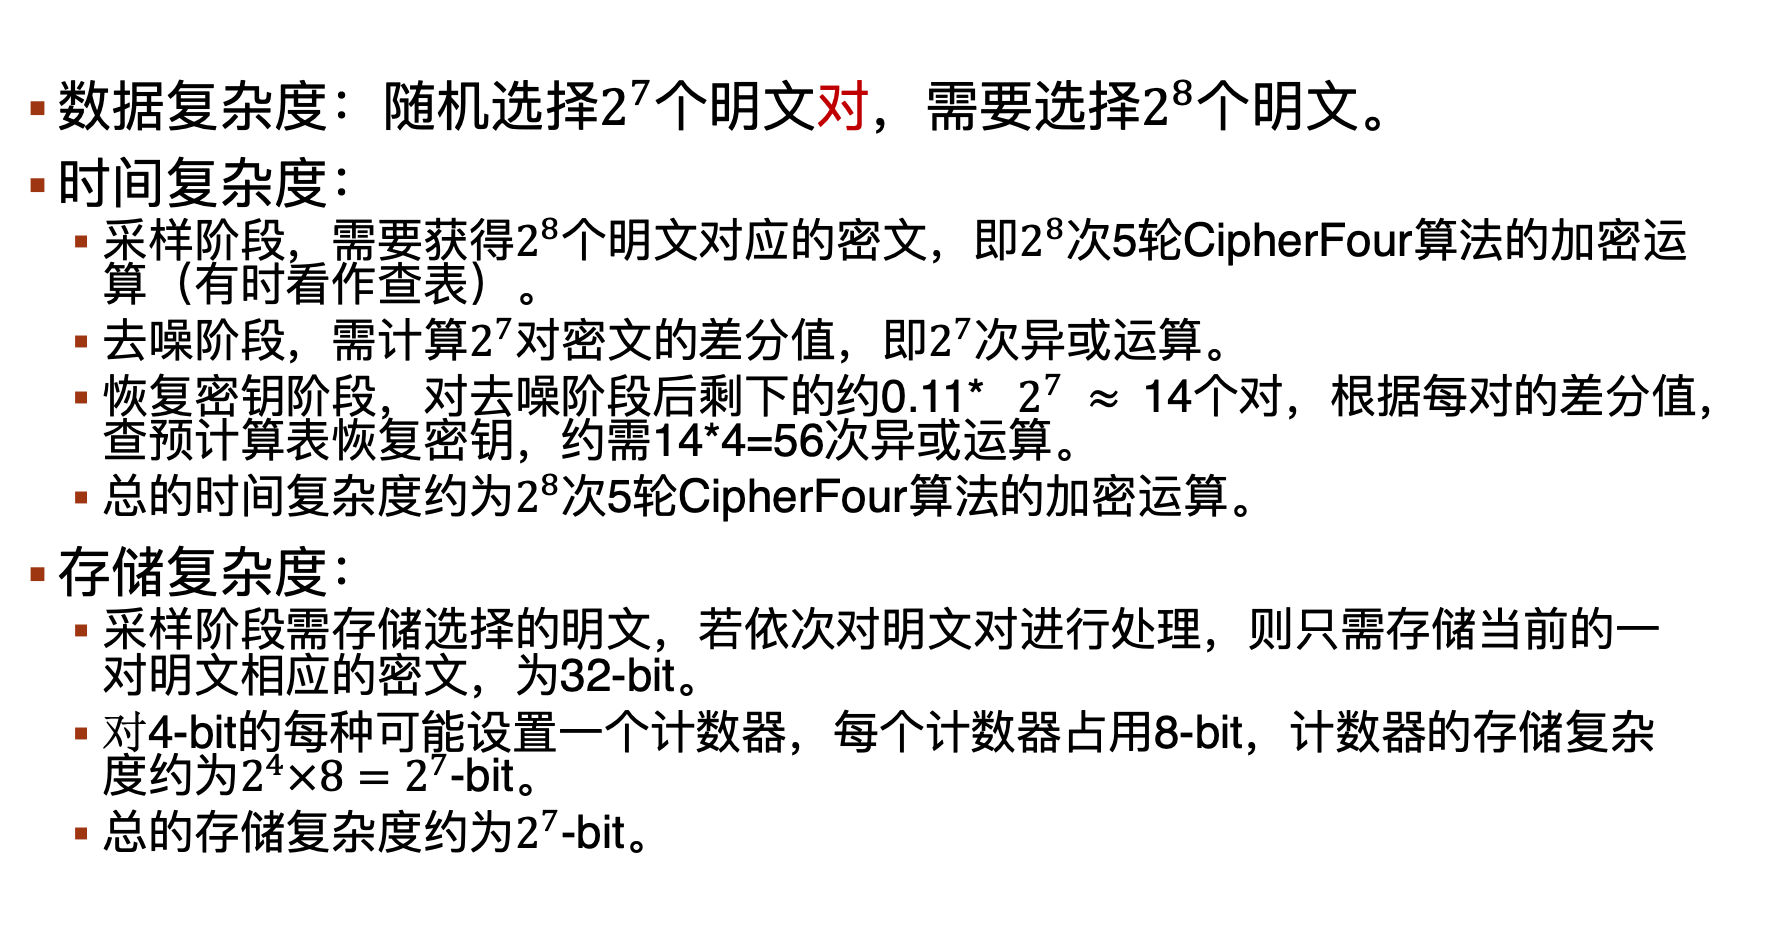 ▪数据复杂度：随机选择2⁷个明文对，需要选择2⁸个明文。
▪时间复杂度：
▪采样阶段，需要获得2⁸个明文对应的密文，即2⁸次5轮CipherFour算法的加密运
算（有时看作查表）。
▪去噪阶段，需计算2⁷对密文的差分值，即2⁷次异或运算。
▪恢复密钥阶段，对去噪阶段后剩下的约0.11* 2⁷ ≈ 14个对，根据每对的差分值，
查预计算表恢复密钥，约需14*4=56次异或运算。
▪总的时间复杂度约为2⁸次5轮CipherFour算法的加密运算。
▪存储复杂度：
▪采样阶段需存储选择的明文，若依次对明文对进行处理，则只需存储当前的一
对明文相应的密文，为32-bit。
▪对4-bit的每种可能设置一个计数器，每个计数器占用8-bit，计数器的存储复杂
度约为2⁴×8 = 2⁷-bit。
▪总的存储复杂度约为2⁷-bit。